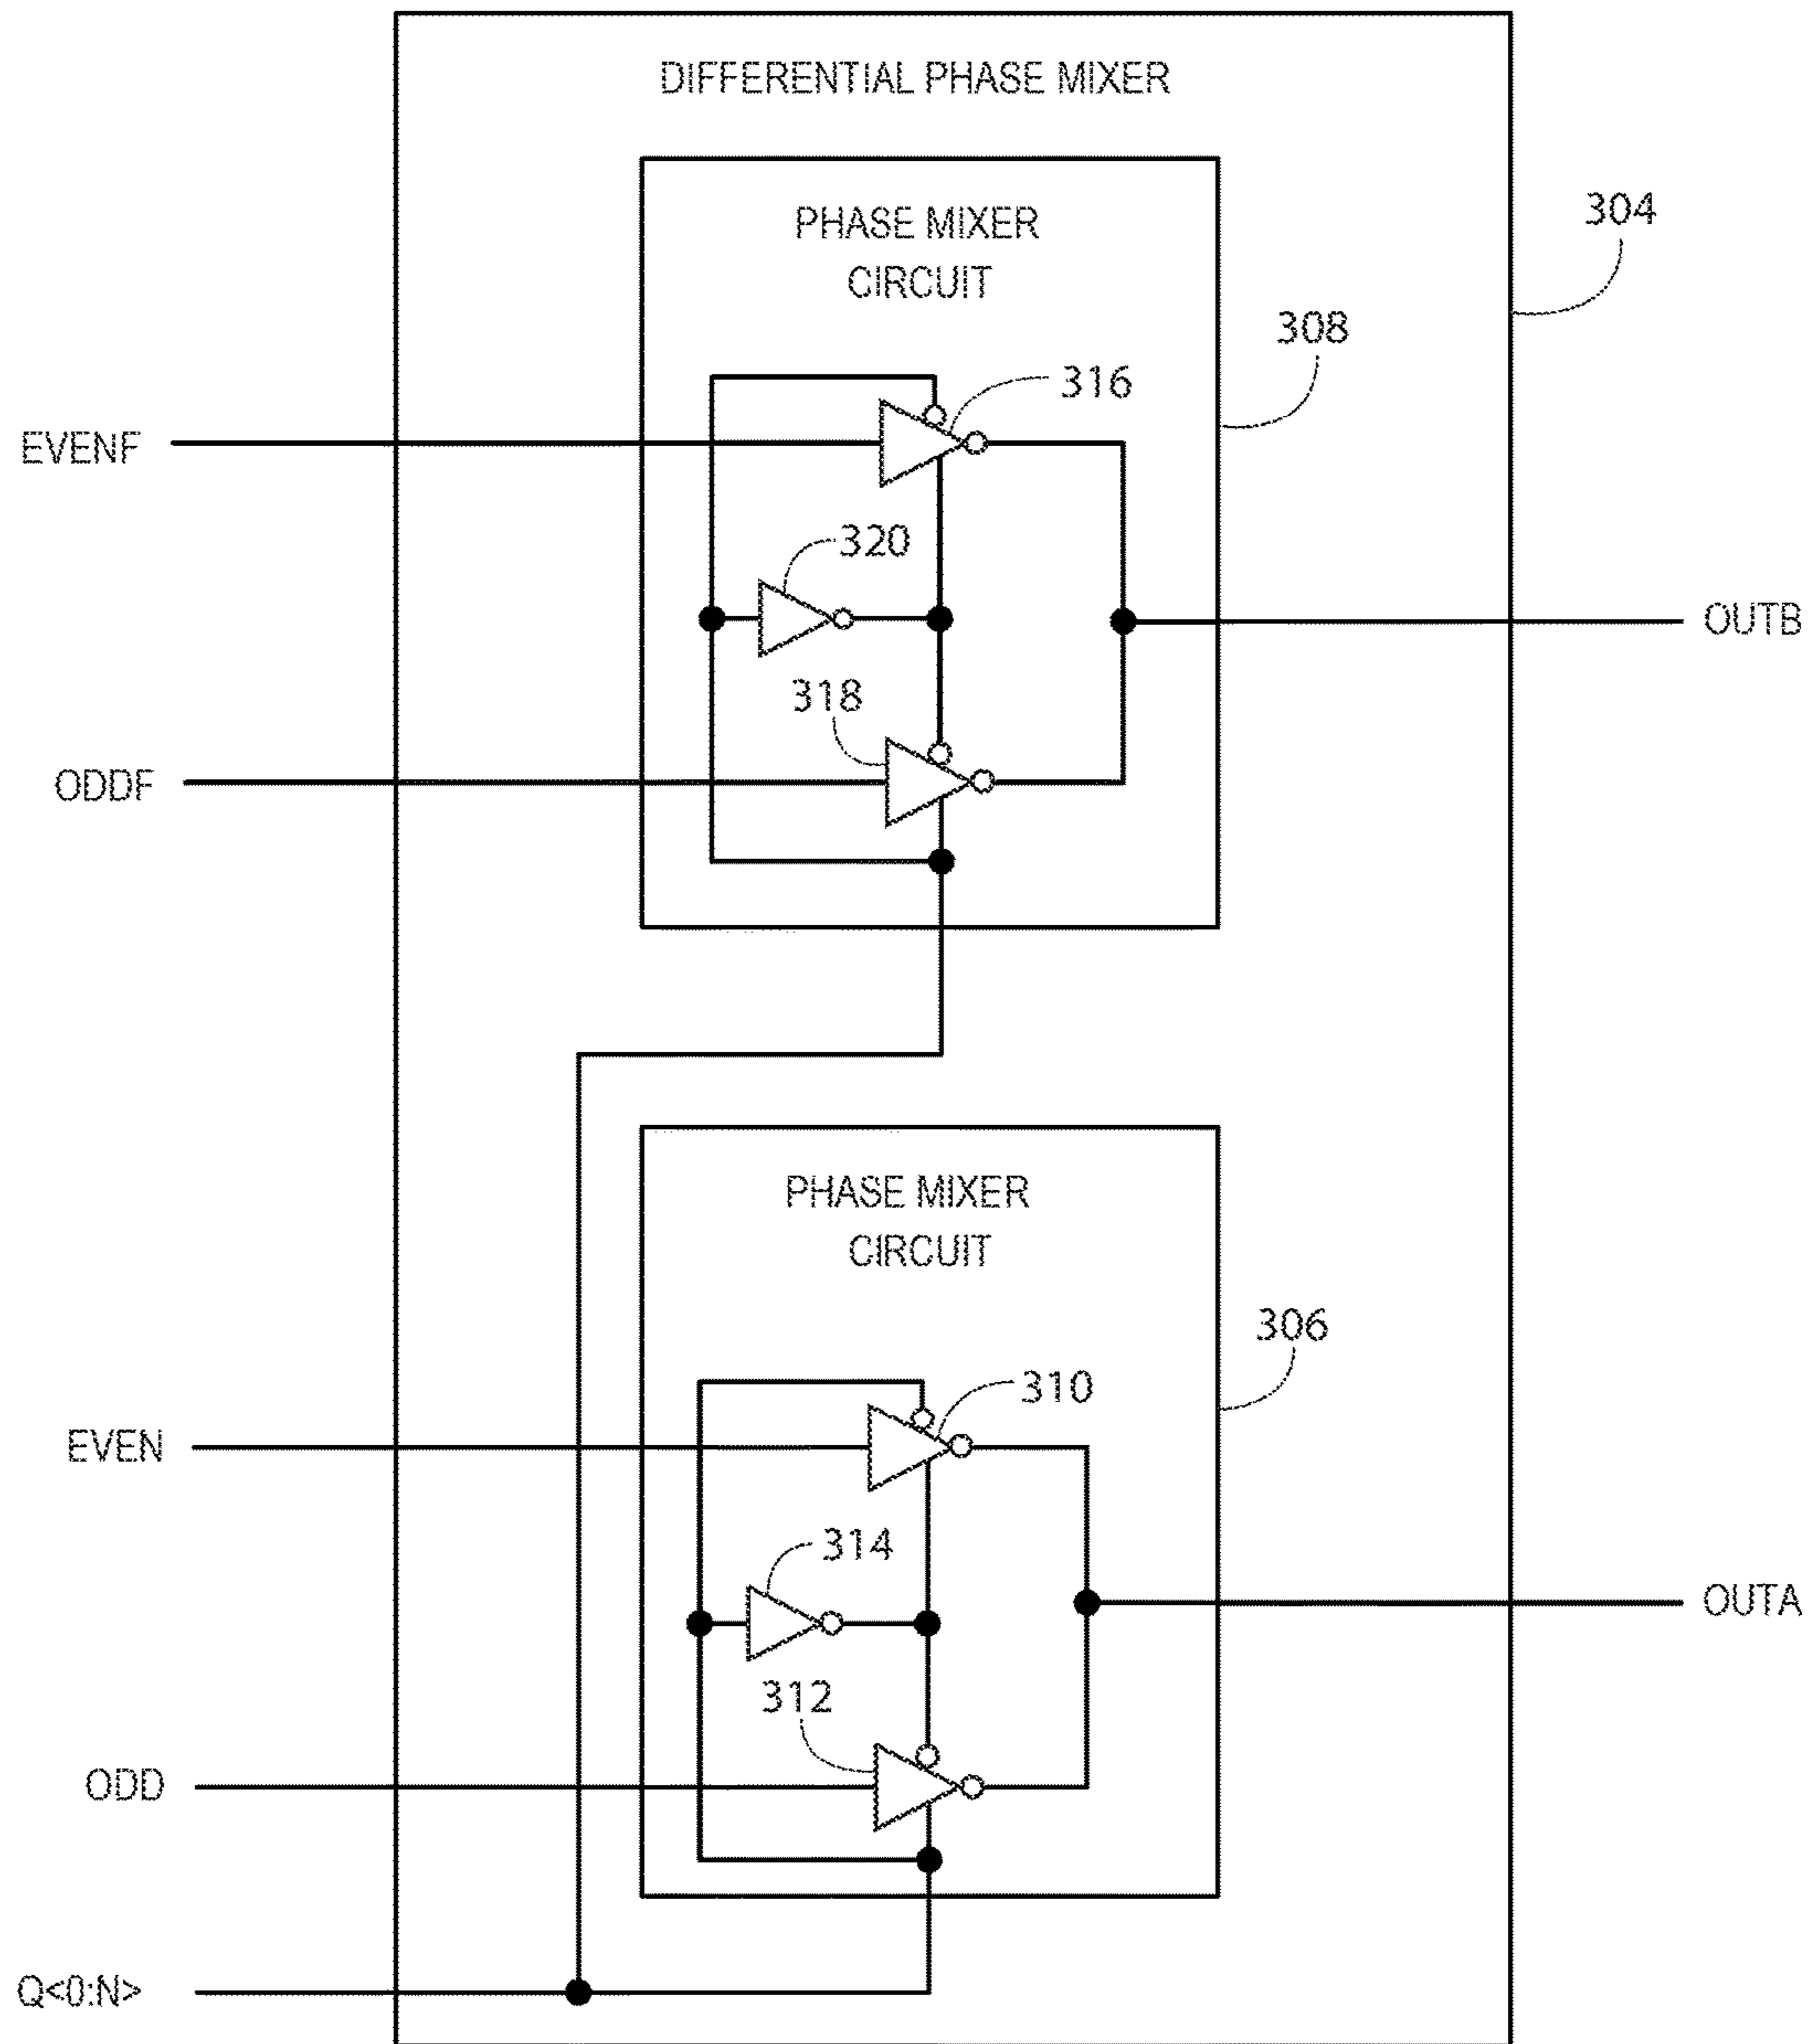 DIFFERENTIAL PHASE MIXER
PHASE MIXER
CIRCUIT
304
308
316
EVENF
320
OUTB
318
ODDF
PHASE MIXER
CIRCUIT
306
310
EVEN
314
OUTA
312
ODD
Q<0:N>